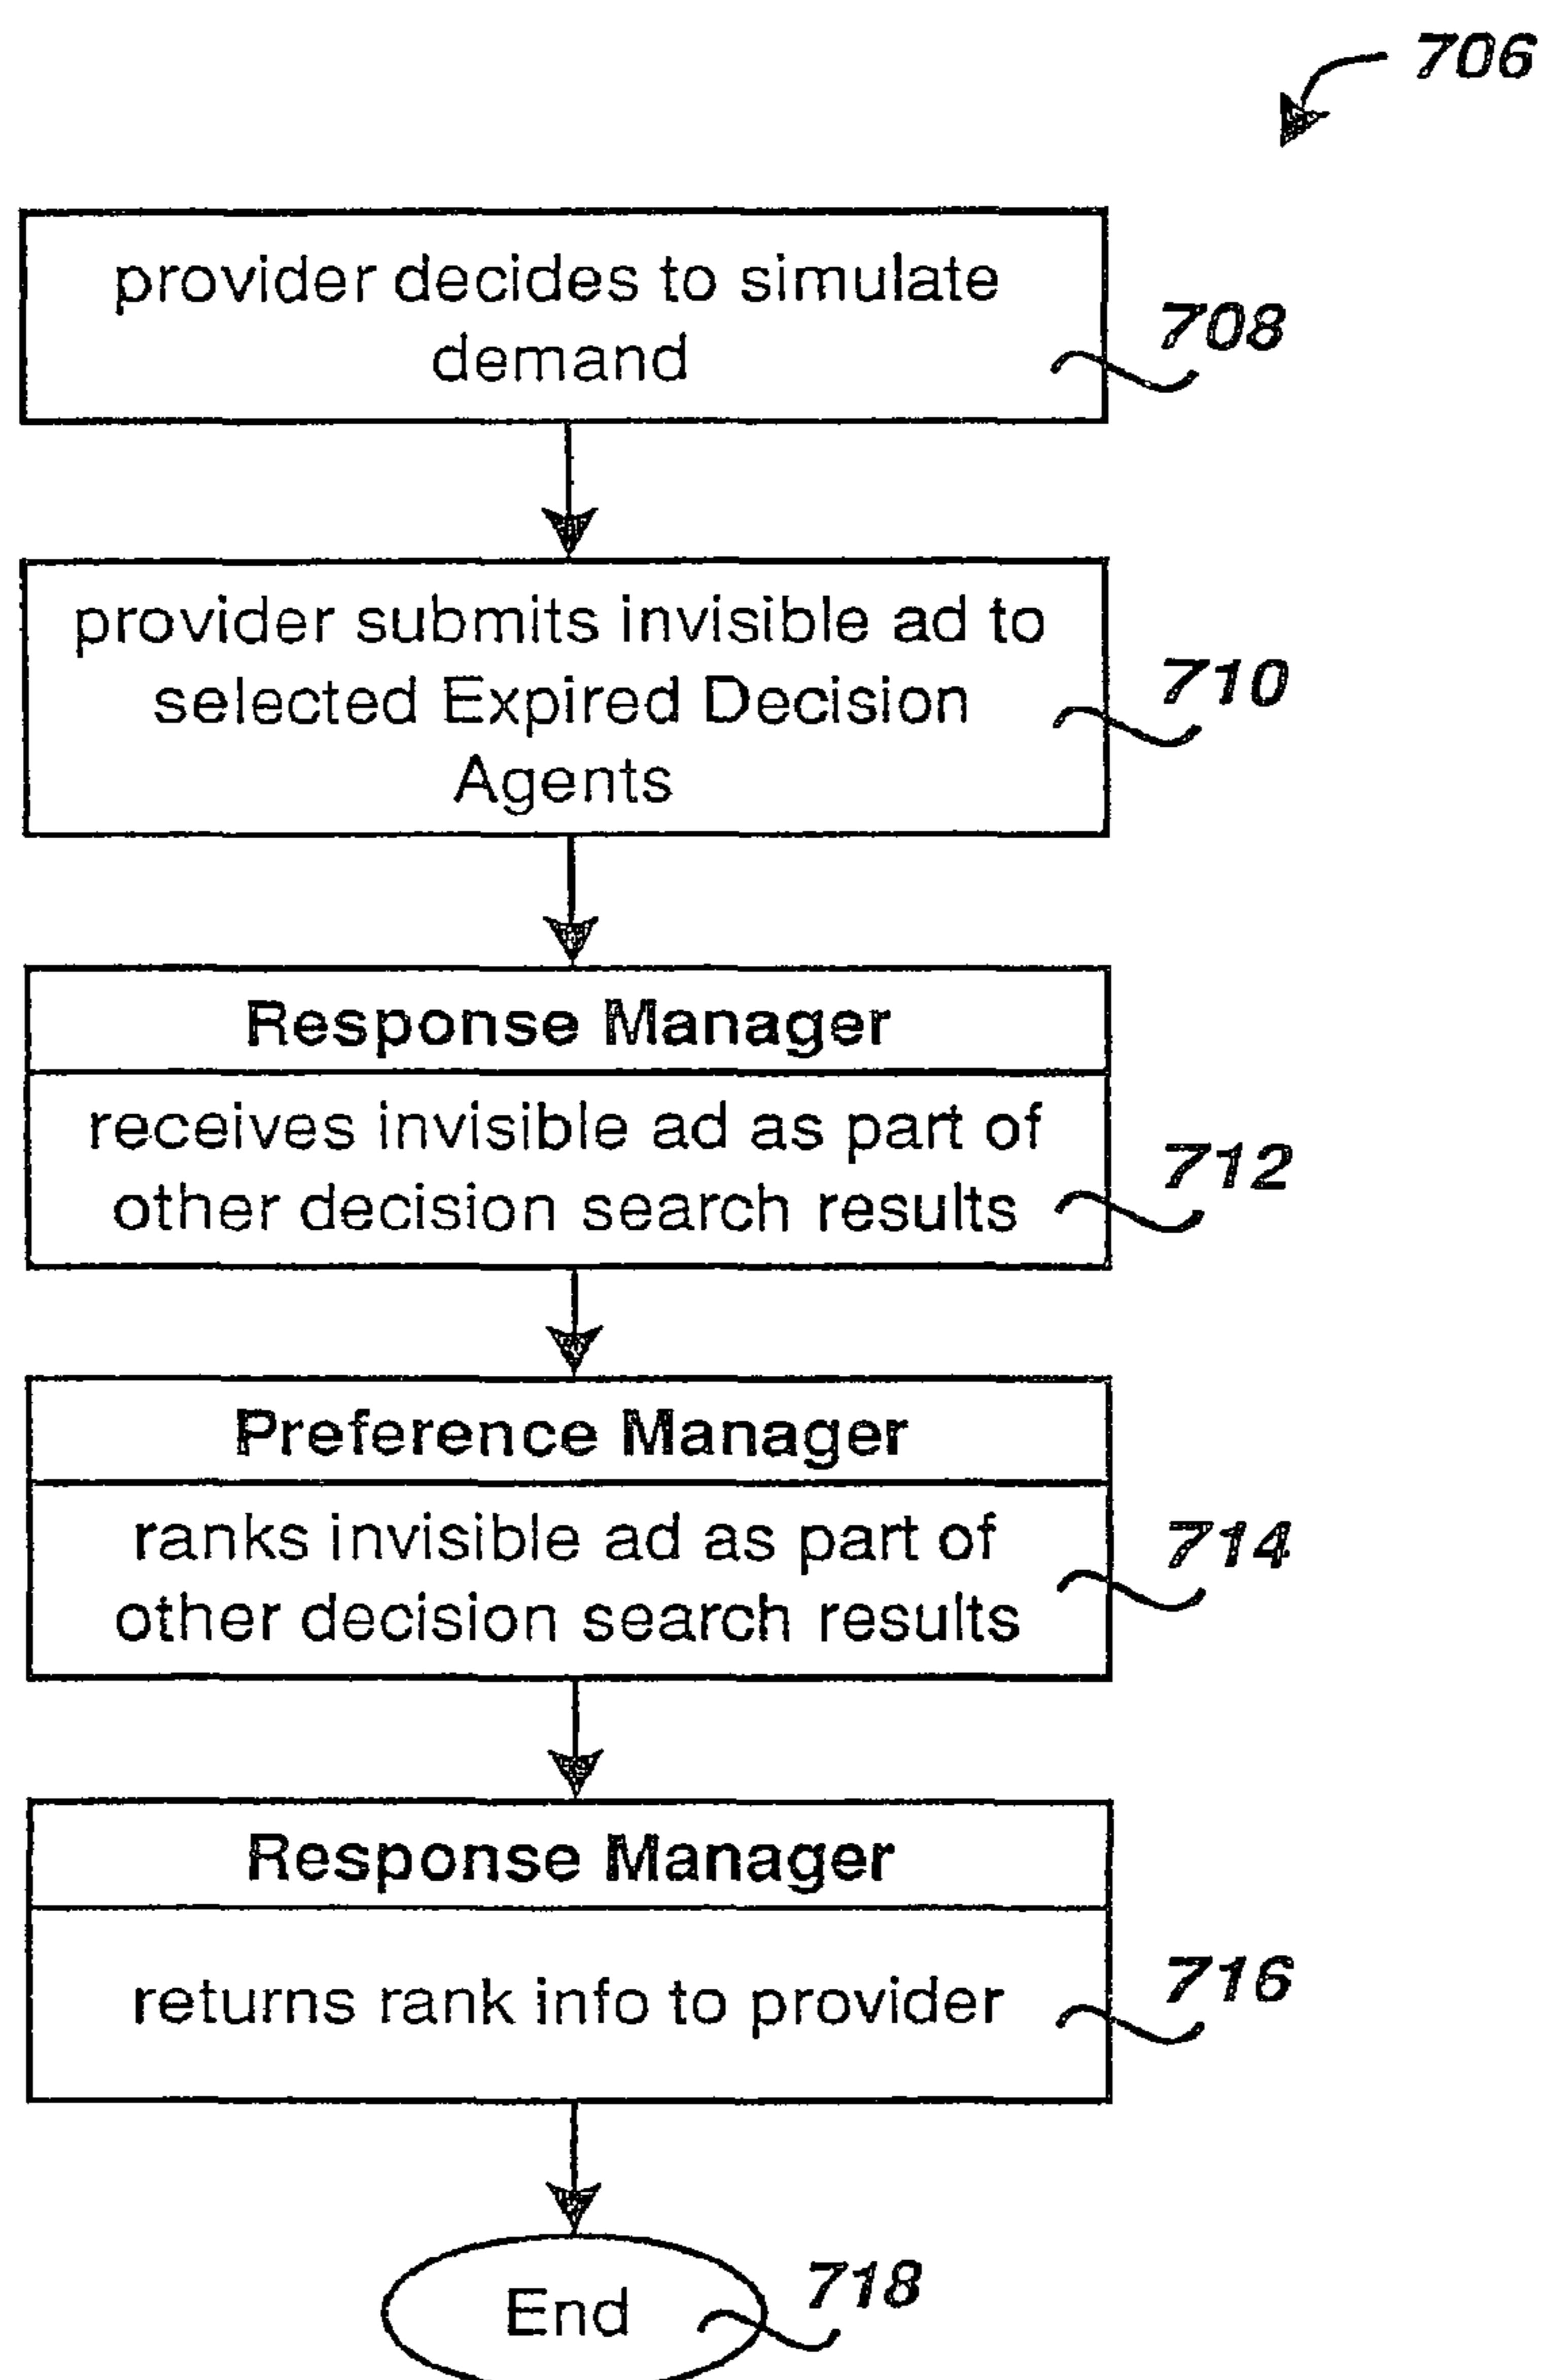 706
provider decides to simulate
demand
708
provider submits invisible ad to
selected Expired Decision
Agents
710
Response Manager
receives invisible ad as part of
other decision search results
712
Preference Manager
ranks invisible ad as part of
other decision search results
714
Response Manager
returns rank info to provider
716
End
718